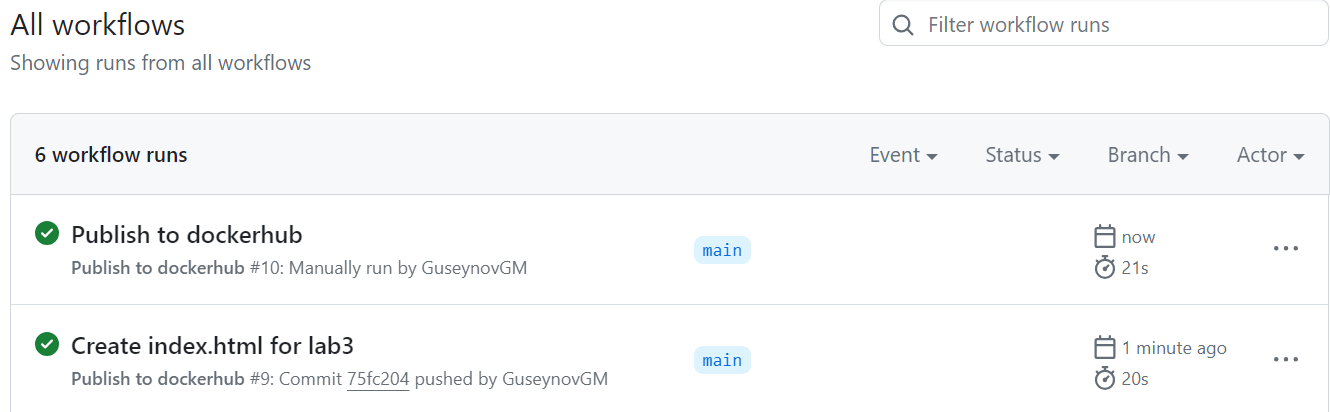 All workflows
Filter workflow runs
Showing runs from all workflows
6 workflow runs
Event
Status
Branch
Actor
Publish to dockerhub
main
now
Publish to dockerhub #10: Manually run by GuseynovGM
21s
Create index.html for lab3
main
1 minute ago
Publish to dockerhub #9: Commit 75fc204 pushed by GuseynovGM
20s